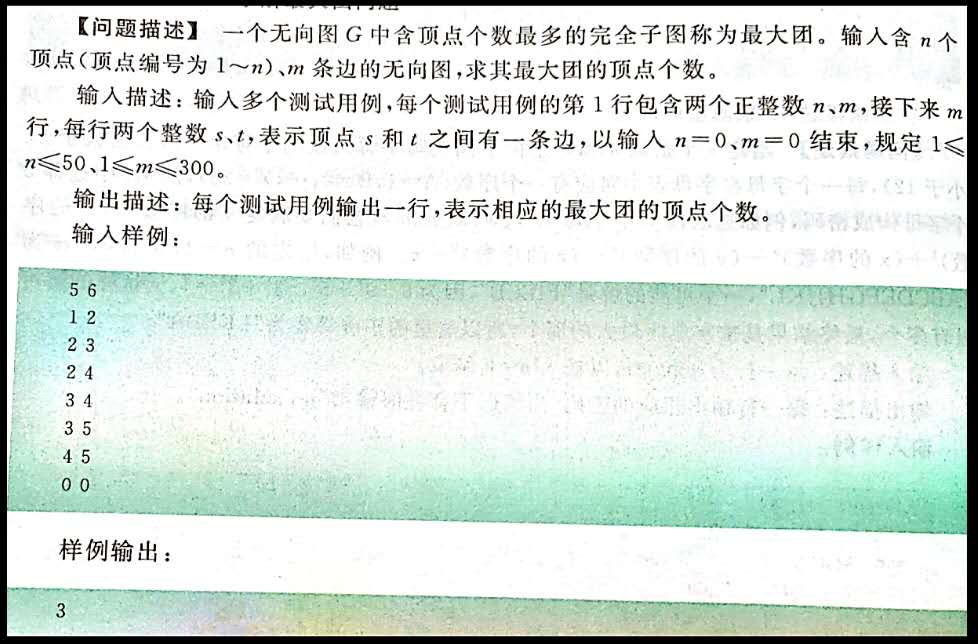 【问题描述】 一个无向图 G 中含顶点个数最多的完全子图称为最大团。输入含 n 个
顶点(顶点编号为 1~n)、m 条边的无向图,求其最大团的顶点个数。
输入描述:输入多个测试用例,每个测试用例的第 1 行包含两个正整数 n、m,接下来 m
行,每行两个整数 s、t,表示顶点 s 和 t 之间有一条边,以输入 n=0、m=0 结束,规定 1≤
n≤50、1≤m≤300。
输出描述:每个测试用例输出一行,表示相应的最大团的顶点个数。
输入样例:
5 6
1 2
2 3
2 4
3 4
3 5
4 5
0 0
样例输出:
3